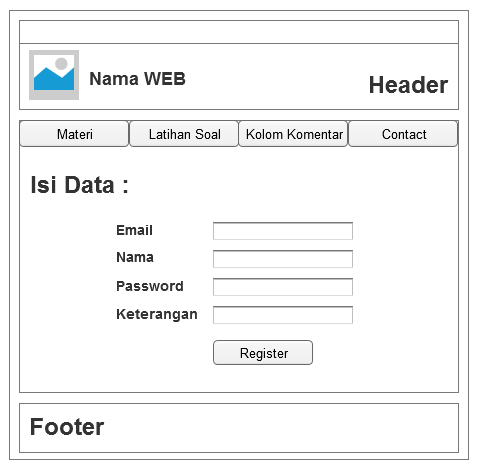 Nama WEB
Header
Materi Latihan Soal Kolom Komentar Contact
Isi Data :
Email
Nama
Password
Keterangan
Register
Footer